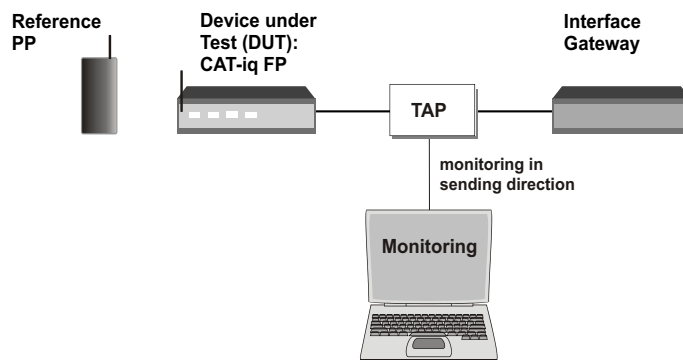 Reference
PP
Device under
Test (DUT):
CAT-iq FP
Interface
Gateway
TAP
monitoring in
sending direction
Monitoring